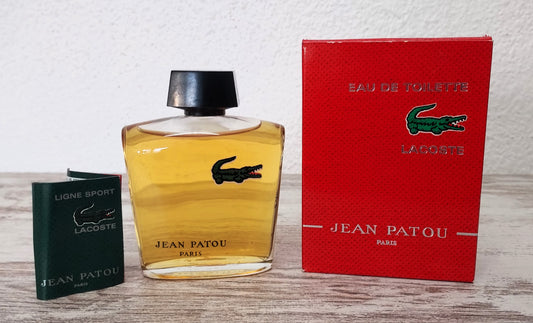 LIGNE SPORT
LACOSTE
JEAN PATOU
PARIS
JEAN PATOU
PARIS
EAU DE TOILETTE
LACOSTE
JEAN PATOU
PARIS